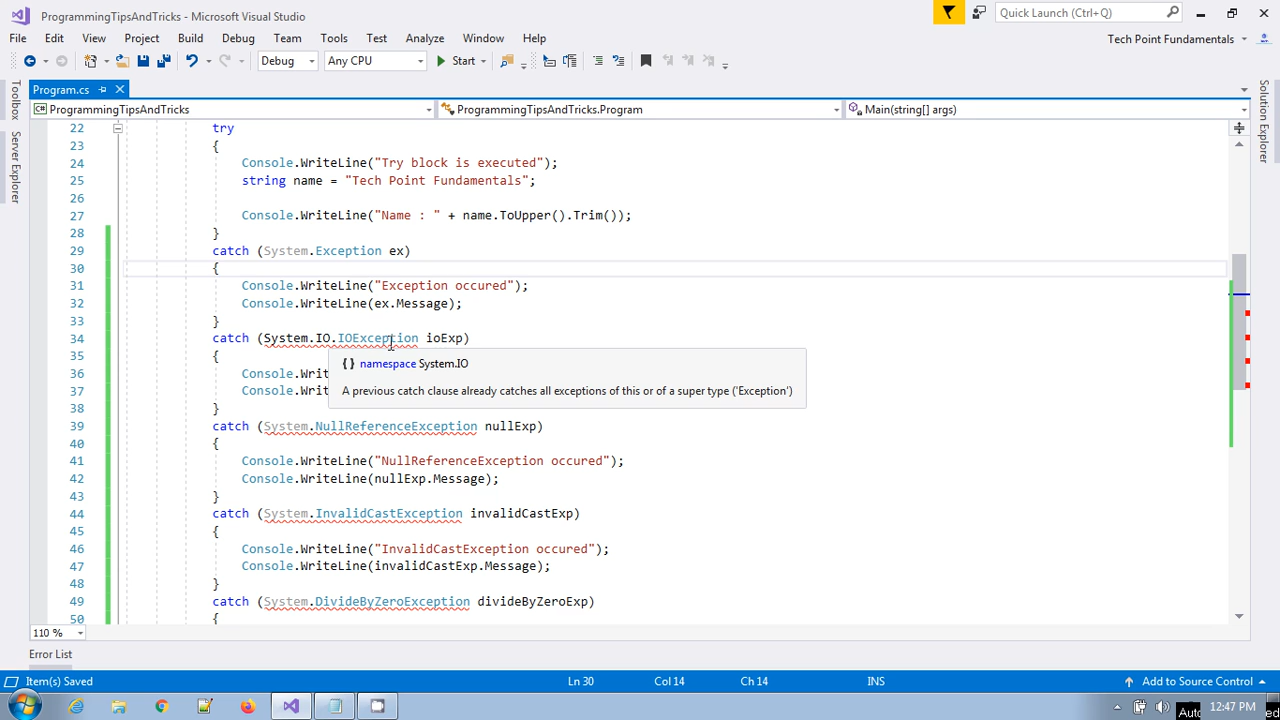 ProgrammingTipsAndTricks - Microsoft Visual Studio
Quick Launch (Ctrl+Q)
File Edit View Project Build Debug Team Tools Test Analyze Window Help
Tech Point Fundamentals
Debug Any CPU Start
Program.cs
ProgrammingTipsAndTricks ProgrammingTipsAndTricks.Program Main(string[] args)
Toolbox
Server Explorer
Solution Explorer
22 try
23 {
24 Console.WriteLine("Try block is executed");
25 string name = "Tech Point Fundamentals";
26
27 Console.WriteLine("Name : " + name.ToUpper().Trim());
28 }
29 catch (System.Exception ex)
30 {
31 Console.WriteLine("Exception occured");
32 Console.WriteLine(ex.Message);
33 }
34 catch (System.IO.IOException ioExp)
35 {
{ } namespace System.IO
36 Console.Writ
37 Console.Writ
A previous catch clause already catches all exceptions of this or of a super type ('Exception')
38 }
39 catch (System.NullReferenceException nullExp)
40 {
41 Console.WriteLine("NullReferenceException occured");
42 Console.WriteLine(nullExp.Message);
43 }
44 catch (System.InvalidCastException invalidCastExp)
45 {
46 Console.WriteLine("InvalidCastException occured");
47 Console.WriteLine(invalidCastExp.Message);
48 }
49 catch (System.DivideByZeroException divideByZeroExp)
50 {
110 %
Error List
Item(s) Saved Ln 30 Col 14 Ch 14 INS Add to Source Control
12:47 PM